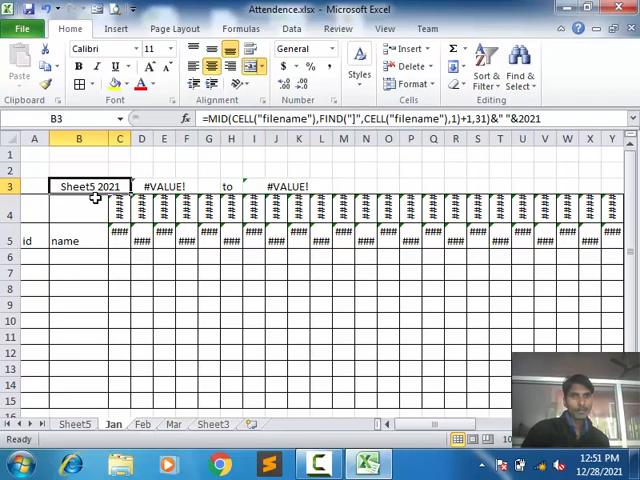 Attendence.xlsx - Microsoft Excel
File Home Insert Page Layout Formulas Data Review View Team
Paste Calibri 11 General Styles Insert Delete Format Sort & Filter Find & Select
Clipboard Font Alignment Number Cells Editing
B3 fx =MID(CELL("filename"),FIND("]",CELL("filename"),1)+1,31)&" "&2021
A B C D E F G H I J K L M N O P Q R S T U V W X Y
1
2
3 Sheet5 2021 #VALUE! to #VALUE!
4
5 id name ### ### ### ### ### ### ### ### ### ### ### ### ### ### ### ### ### ### ### ### ### ### ###
6
7
8
9
10
11
12
13
14
15
16
Sheet5 Jan Feb Mar Sheet3
Ready 10
12:51 PM
12/28/2021